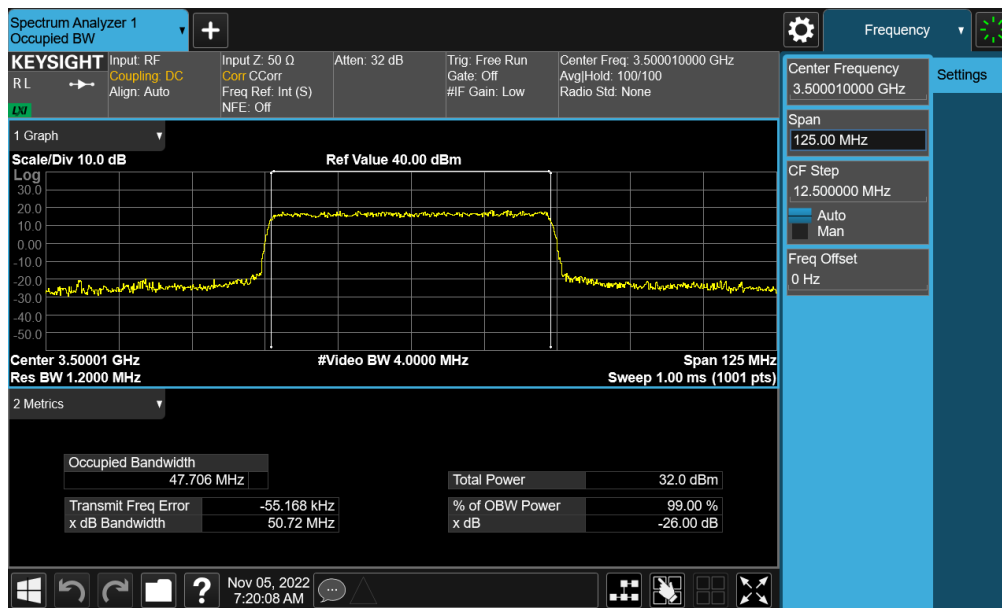 Spectrum Analyzer 1
Occupied BW
+
Frequency
KEYSIGHT
R L
LXI
Input: RF
Coupling: DC
Align: Auto
Input Z: 50 Ω
Corr CCorr
Freq Ref: Int (S)
NFE: Off
Atten: 32 dB
Trig: Free Run
Gate: Off
#IF Gain: Low
Center Freq: 3.500010000 GHz
Avg|Hold: 100/100
Radio Std: None
Center Frequency
3.500010000 GHz
Settings
Span
125.00 MHz
CF Step
12.500000 MHz
Auto
Man
Freq Offset
0 Hz
1 Graph
Scale/Div 10.0 dB
Ref Value 40.00 dBm
Log
30.0
20.0
10.0
0.00
-10.0
-20.0
-30.0
-40.0
-50.0
Center 3.50001 GHz
#Video BW 4.0000 MHz
Span 125 MHz
Res BW 1.2000 MHz
Sweep 1.00 ms (1001 pts)
2 Metrics
Occupied Bandwidth
47.706 MHz
Total Power 32.0 dBm
Transmit Freq Error -55.168 kHz
% of OBW Power 99.00 %
x dB Bandwidth 50.72 MHz
x dB -26.00 dB
?
Nov 05, 2022
7:20:08 AM